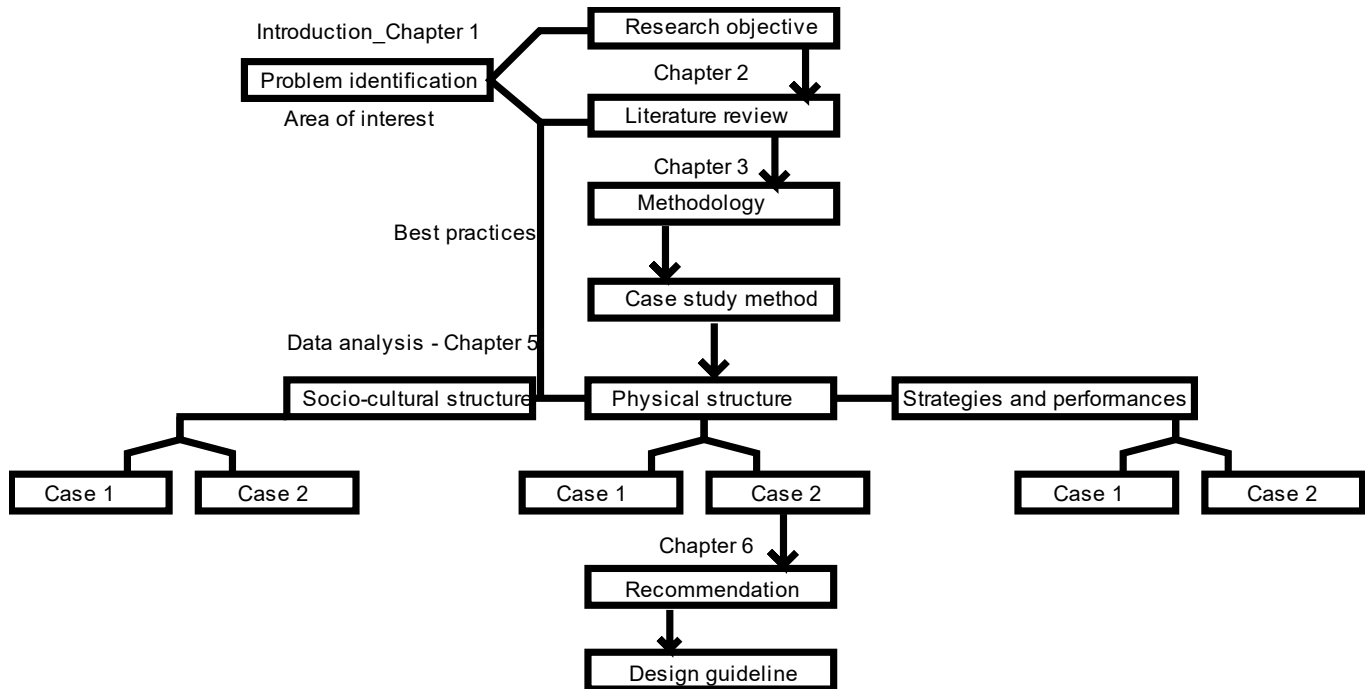 Research objective
Introduction_Chapter 1
Problem identification
Chapter 2
Area of interest
Literature review
Chapter 3
Methodology
Best practices
Case study method
Data analysis - Chapter 5
Socio-cultural structure
Physical structure
Strategies and performances
Case 1
Case 2
Case 1
Case 2
Case 1
Case 2
Chapter 6
Recommendation
Design guideline